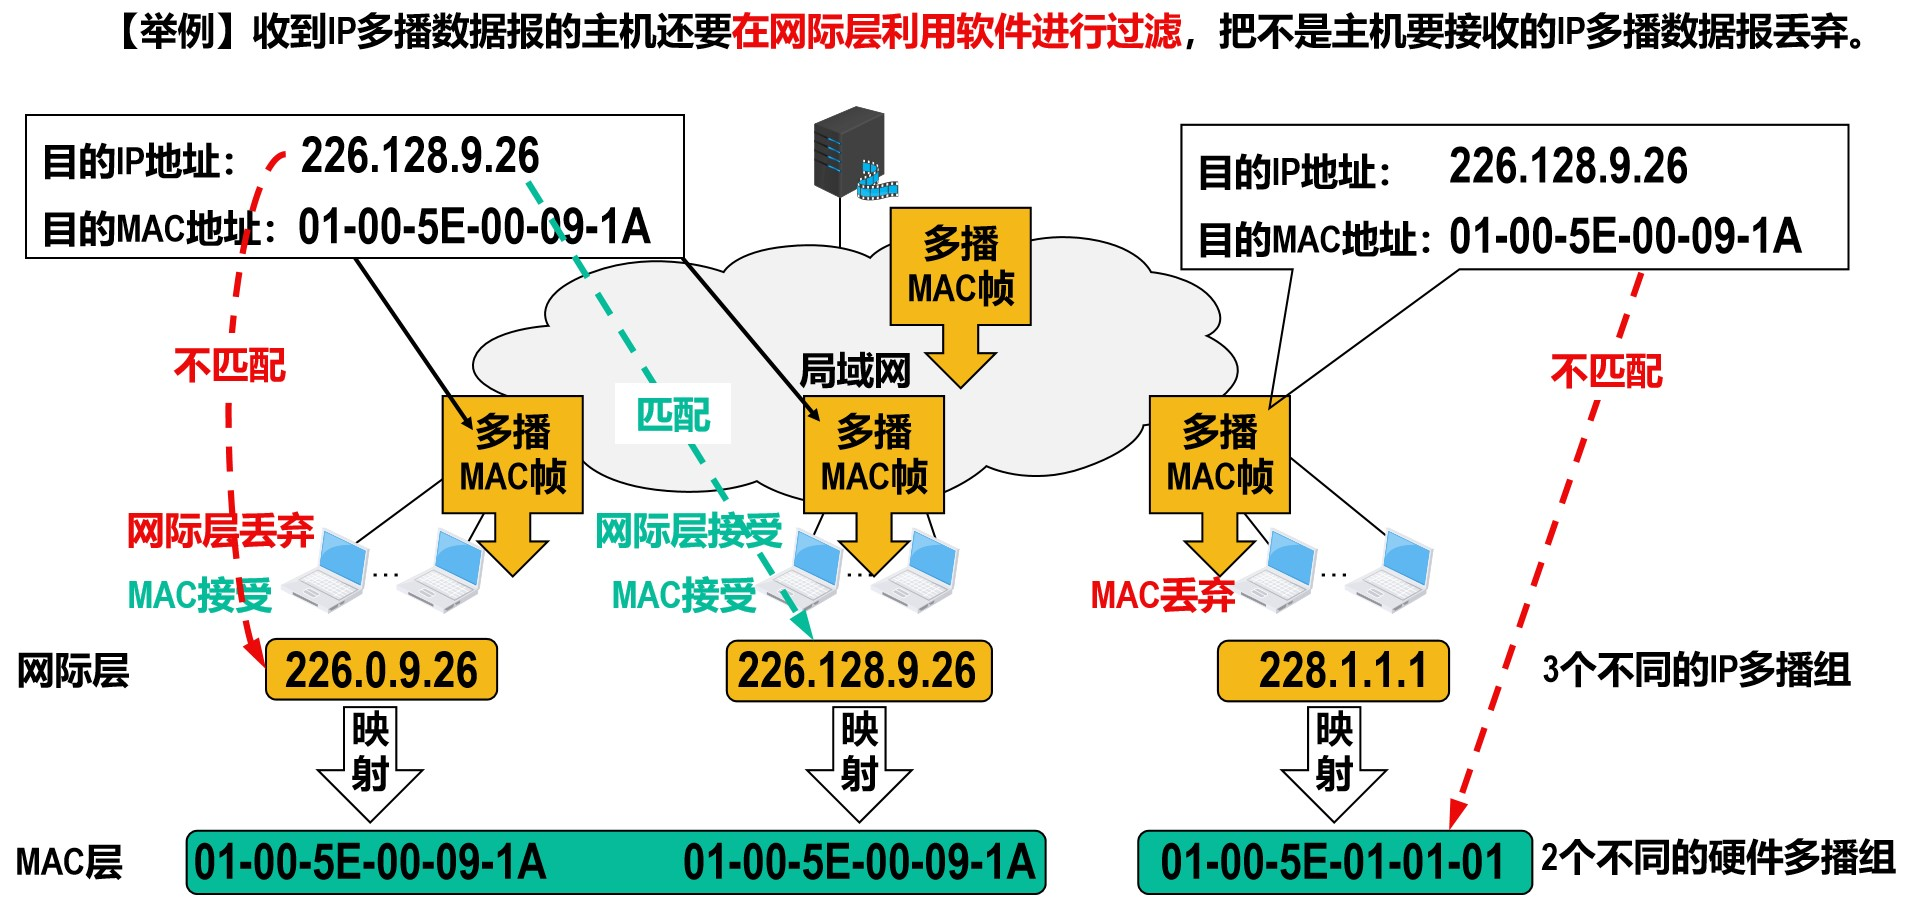 【举例】收到IP多播数据报的主机还要在网际层利用软件进行过滤，把不是主机要接收的IP多播数据报丢弃。
目的IP地址： 226.128.9.26
目的MAC地址：01-00-5E-00-09-1A
目的IP地址： 226.128.9.26
目的MAC地址：01-00-5E-00-09-1A
多播
MAC帧
局域网
不匹配
匹配
不匹配
多播
MAC帧
多播
MAC帧
多播
MAC帧
网际层丢弃
MAC接受
...
网际层接受
MAC接受
...
MAC丢弃
...
网际层
226.0.9.26
226.128.9.26
228.1.1.1
3个不同的IP多播组
映
射
映
射
映
射
MAC层
01-00-5E-00-09-1A
01-00-5E-00-09-1A
01-00-5E-01-01-01
2个不同的硬件多播组